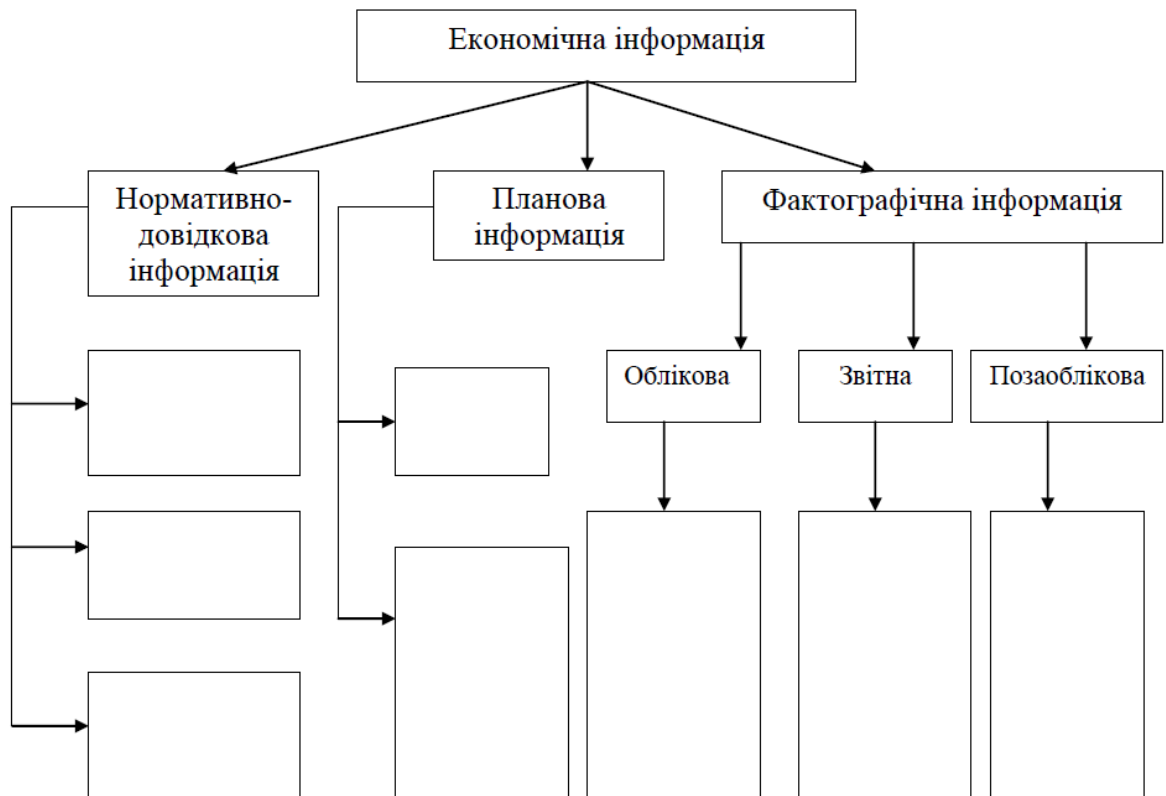 Економічна інформація
Нормативно-
довідкова
інформація
Планова
інформація
Фактографічна інформація
Облікова
Звітна
Позаоблікова